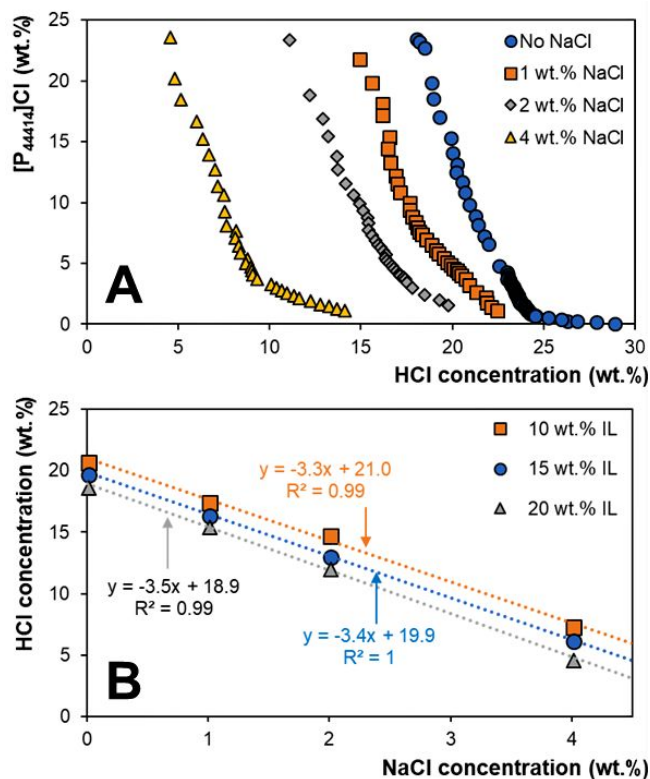 25
20
15
10
5
0
[P₄₄₄₁₄]Cl (wt.%)
No NaCl
1 wt.% NaCl
2 wt.% NaCl
4 wt.% NaCl
A
0 5 10 15 20 25 30
HCl concentration (wt.%)
25
20
15
10
5
0
HCl concentration (wt.%)
10 wt.% IL
15 wt.% IL
20 wt.% IL
y = -3.3x + 21.0
R² = 0.99
y = -3.5x + 18.9
R² = 0.99
y = -3.4x + 19.9
R² = 1
B
0 1 2 3 4
NaCl concentration (wt.%)